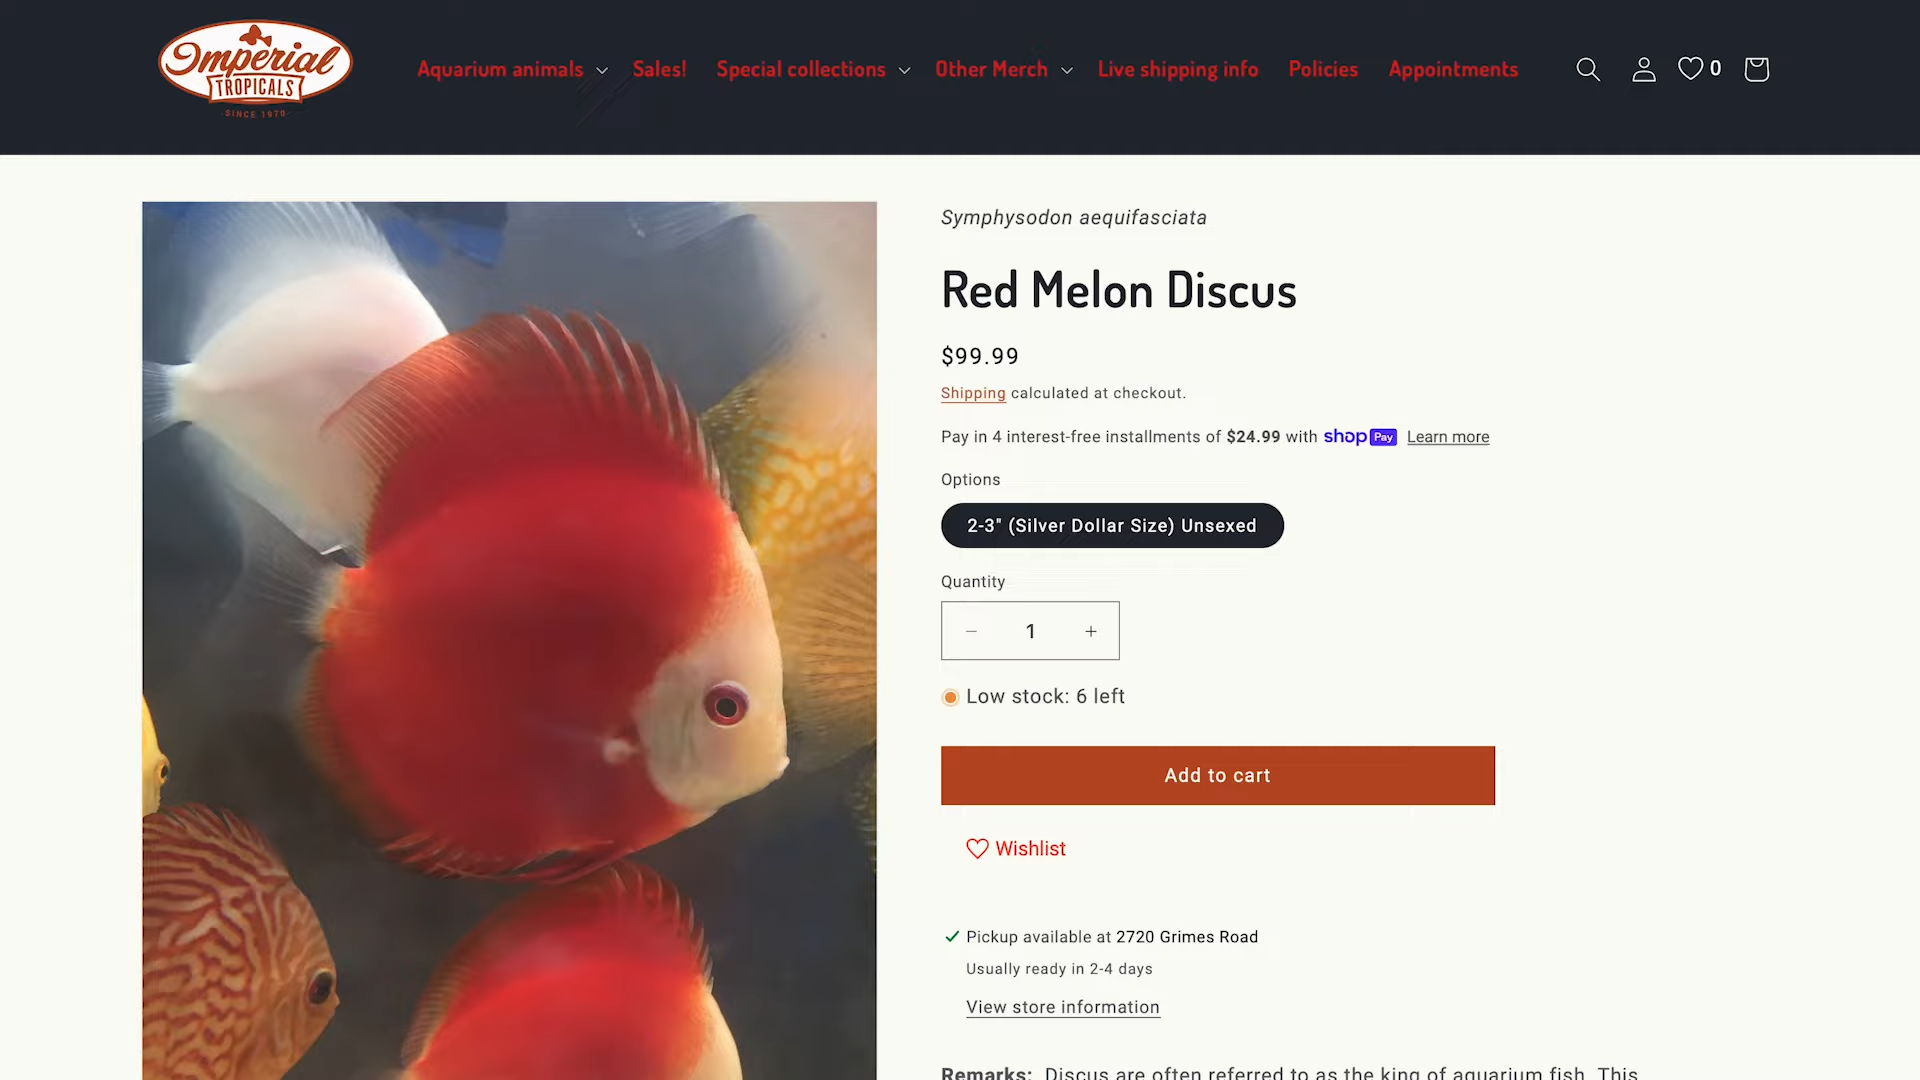 Imperial
TROPICALS
SINCE 1970
Aquarium animals
Sales!
Special collections
Other Merch
Live shipping info
Policies
Appointments
0
Symphysodon aequifasciata
Red Melon Discus
$99.99
Shipping calculated at checkout.
Pay in 4 interest-free installments of $24.99 with shop Pay Learn more
Options
2-3" (Silver Dollar Size) Unsexed
Quantity
− 1 +
Low stock: 6 left
Add to cart
Wishlist
Pickup available at 2720 Grimes Road
Usually ready in 2-4 days
View store information
Remarks: Discus are often referred to as the king of aquarium fish. This